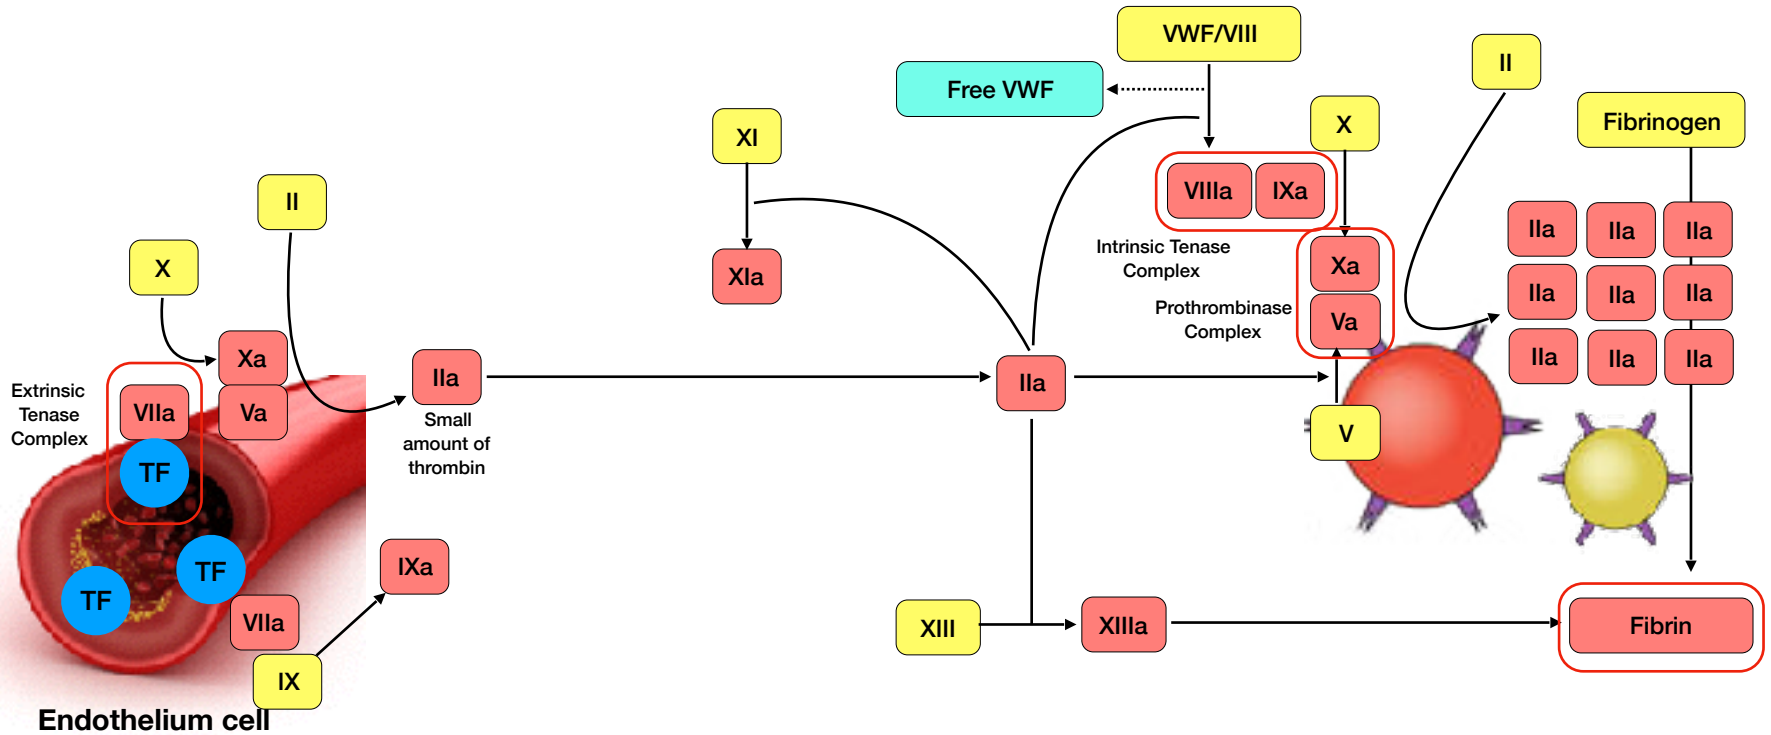 VWF/VIII
II
Free VWF
X
Fibrinogen
XI
VIIIa
IXa
II
IIa
IIa
IIa
Intrinsic Tenase
Complex
X
XIa
Xa
IIa
IIa
IIa
Prothrombinase
Complex
Va
Xa
IIa
IIa
IIa
IIa
IIa
Extrinsic
Tenase
Complex
VIIa
Va
Small
amount of
thrombin
V
TF
TF
IXa
TF
VIIa
XIII
XIIIa
Fibrin
IX
Endothelium cell